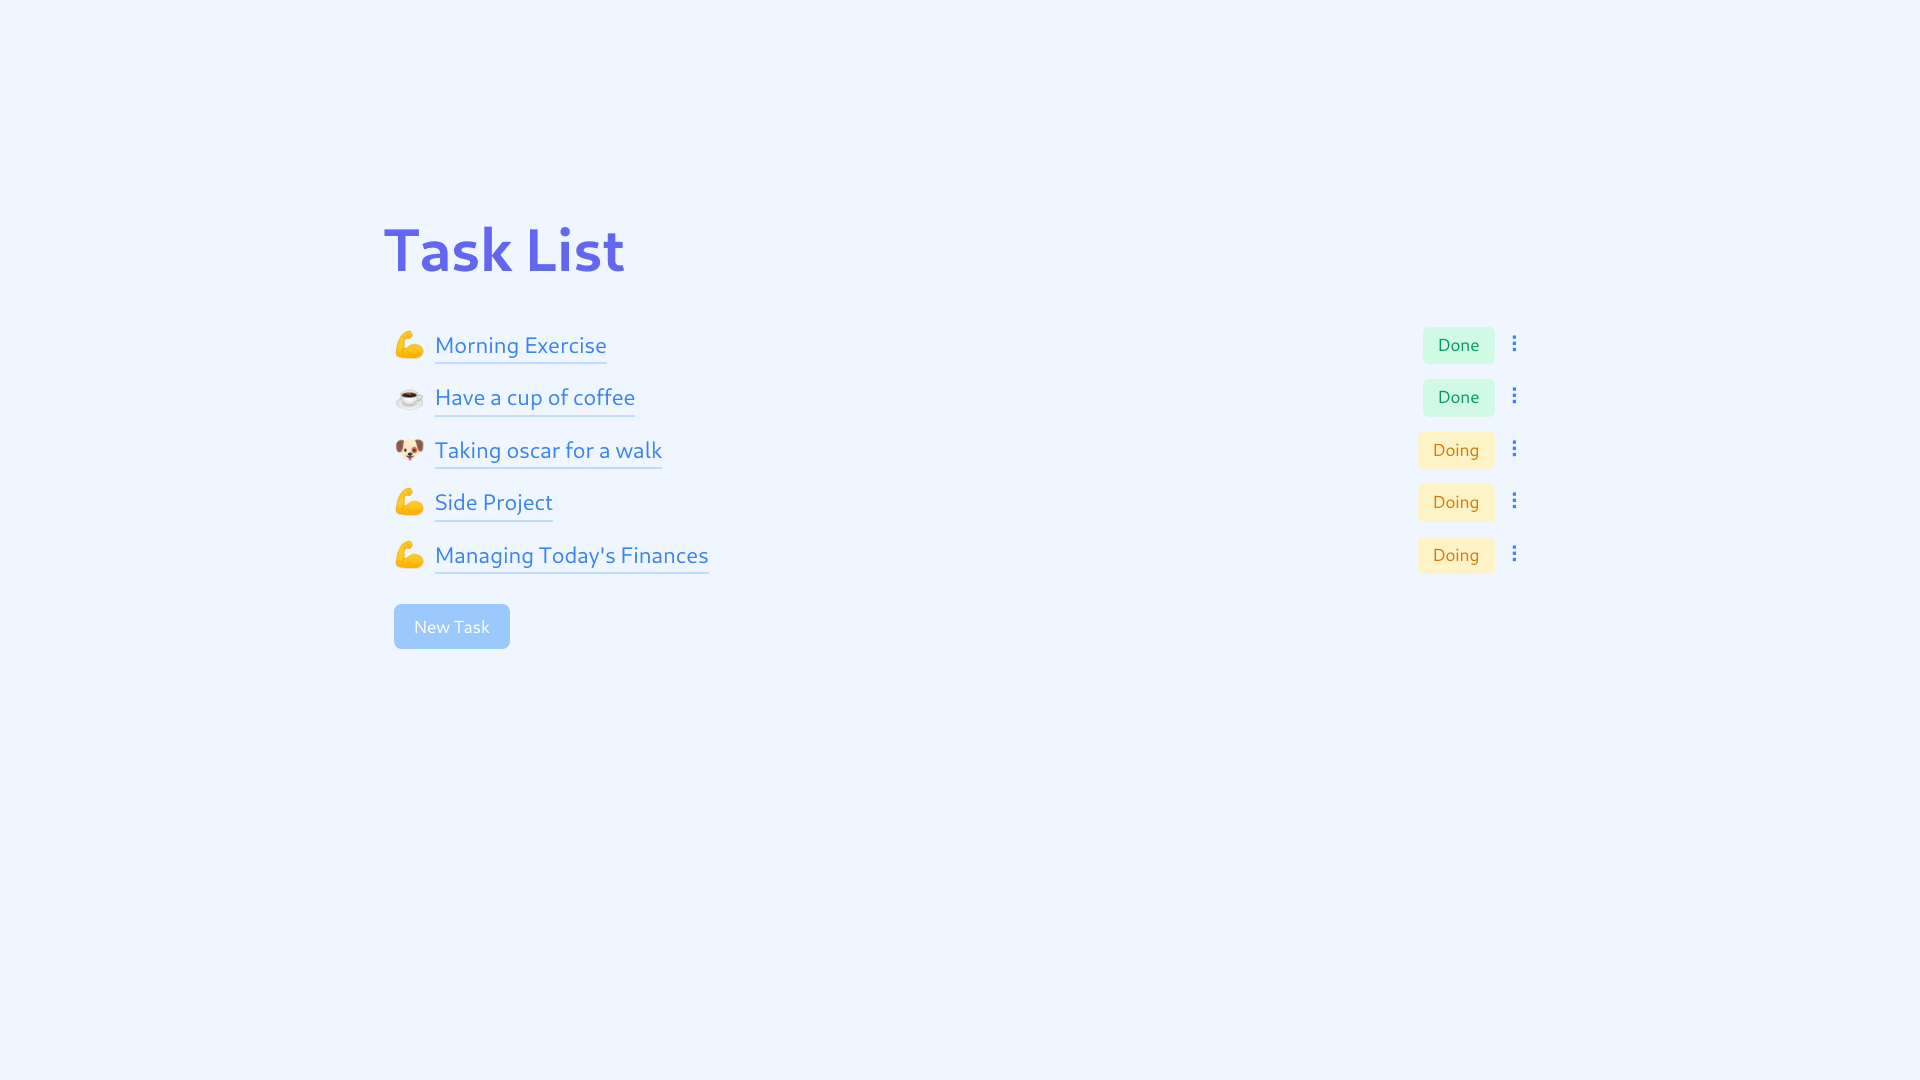 Task List
💪 Morning Exercise Done
☕ Have a cup of coffee Done
🐶 Taking oscar for a walk Doing
💪 Side Project Doing
💪 Managing Today's Finances Doing
New Task